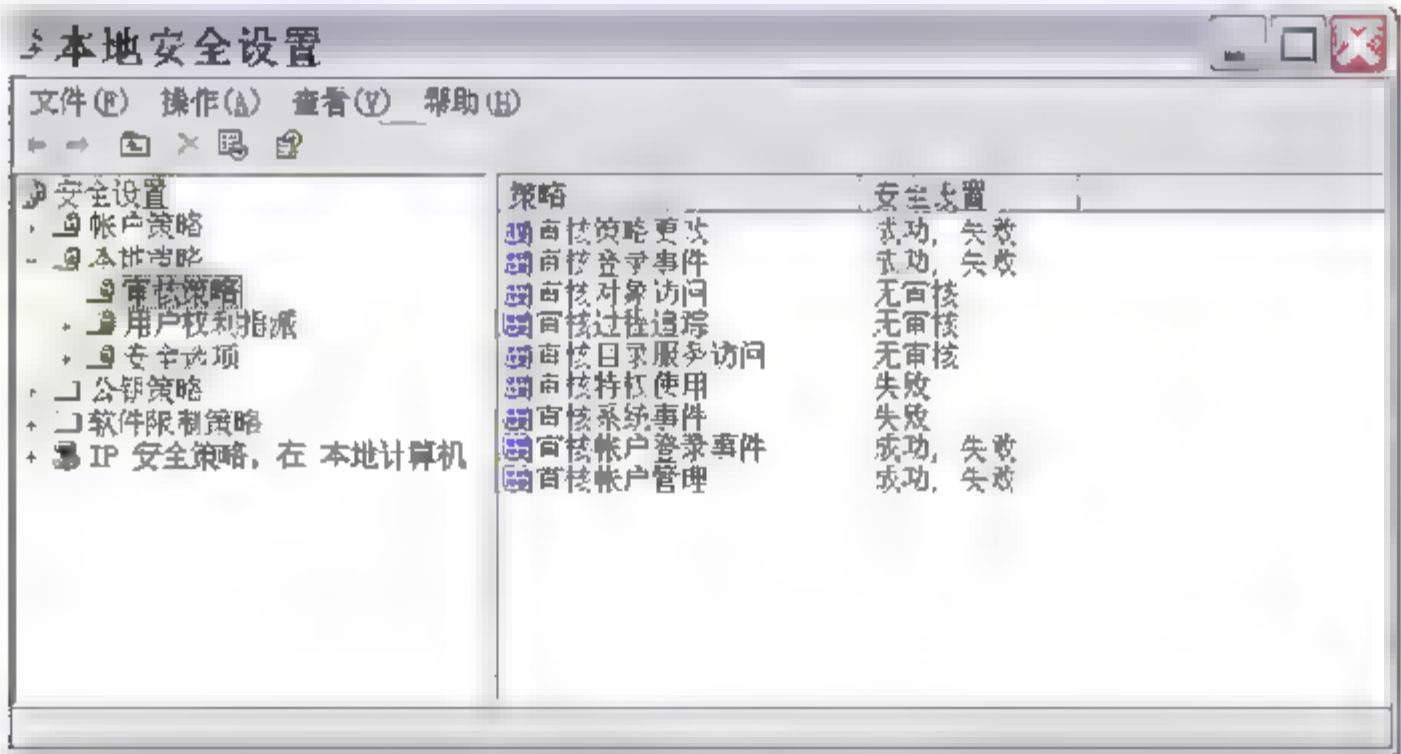 本地安全设置
文件(F) 操作(A) 查看(V) 帮助(H)
安全设置
帐户策略
本地策略
审核策略
用户权利指派
安全选项
公钥策略
软件限制策略
IP 安全策略, 在 本地计算机
策略 安全设置
审核策略更改 成功, 失败
审核登录事件 成功, 失败
审核对象访问 无审核
审核过程追踪 无审核
审核目录服务访问 无审核
审核特权使用 失败
审核系统事件 失败
审核帐户登录事件 成功, 失败
审核帐户管理 成功, 失败